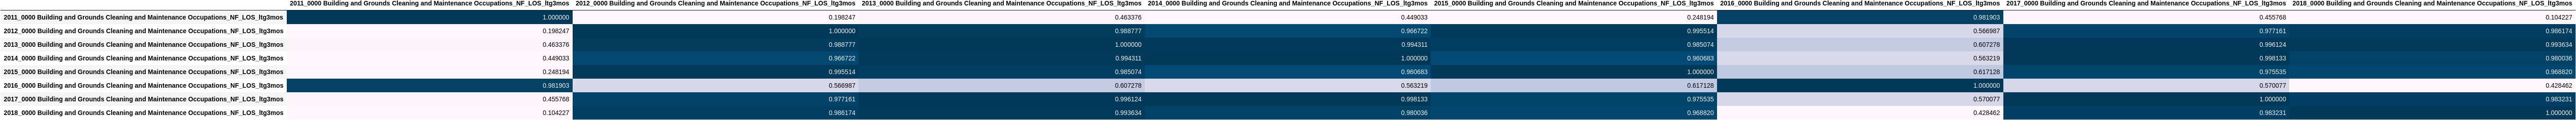 2011_0000 Building and Grounds Cleaning and Maintenance Occupations_NF_LOS_ltg3mos 2012_0000 Building and Grounds Cleaning and Maintenance Occupations_NF_LOS_ltg3mos 2013_0000 Building and Grounds Cleaning and Maintenance Occupations_NF_LOS_ltg3mos 2014_0000 Building and Grounds Cleaning and Maintenance Occupations_NF_LOS_ltg3mos 2015_0000 Building and Grounds Cleaning and Maintenance Occupations_NF_LOS_ltg3mos 2016_0000 Building and Grounds Cleaning and Maintenance Occupations_NF_LOS_ltg3mos 2017_0000 Building and Grounds Cleaning and Maintenance Occupations_NF_LOS_ltg3mos 2018_0000 Building and Grounds Cleaning and Maintenance Occupations_NF_LOS_ltg3mos
2011_0000 Building and Grounds Cleaning and Maintenance Occupations_NF_LOS_ltg3mos 1.000000 0.198247 0.463376 0.449033 0.248194 0.981903 0.455768 0.104227
2012_0000 Building and Grounds Cleaning and Maintenance Occupations_NF_LOS_ltg3mos 0.198247 1.000000 0.988777 0.966722 0.995514 0.566987 0.977161 0.986174
2013_0000 Building and Grounds Cleaning and Maintenance Occupations_NF_LOS_ltg3mos 0.463376 0.988777 1.000000 0.994311 0.985074 0.607278 0.996124 0.993634
2014_0000 Building and Grounds Cleaning and Maintenance Occupations_NF_LOS_ltg3mos 0.449033 0.966722 0.994311 1.000000 0.960683 0.563219 0.998133 0.980036
2015_0000 Building and Grounds Cleaning and Maintenance Occupations_NF_LOS_ltg3mos 0.248194 0.995514 0.985074 0.960683 1.000000 0.617128 0.975535 0.968820
2016_0000 Building and Grounds Cleaning and Maintenance Occupations_NF_LOS_ltg3mos 0.981903 0.566987 0.607278 0.563219 0.617128 1.000000 0.570077 0.428462
2017_0000 Building and Grounds Cleaning and Maintenance Occupations_NF_LOS_ltg3mos 0.455768 0.977161 0.996124 0.998133 0.975535 0.570077 1.000000 0.983231
2018_0000 Building and Grounds Cleaning and Maintenance Occupations_NF_LOS_ltg3mos 0.104227 0.986174 0.993634 0.980036 0.968820 0.428462 0.983231 1.000000